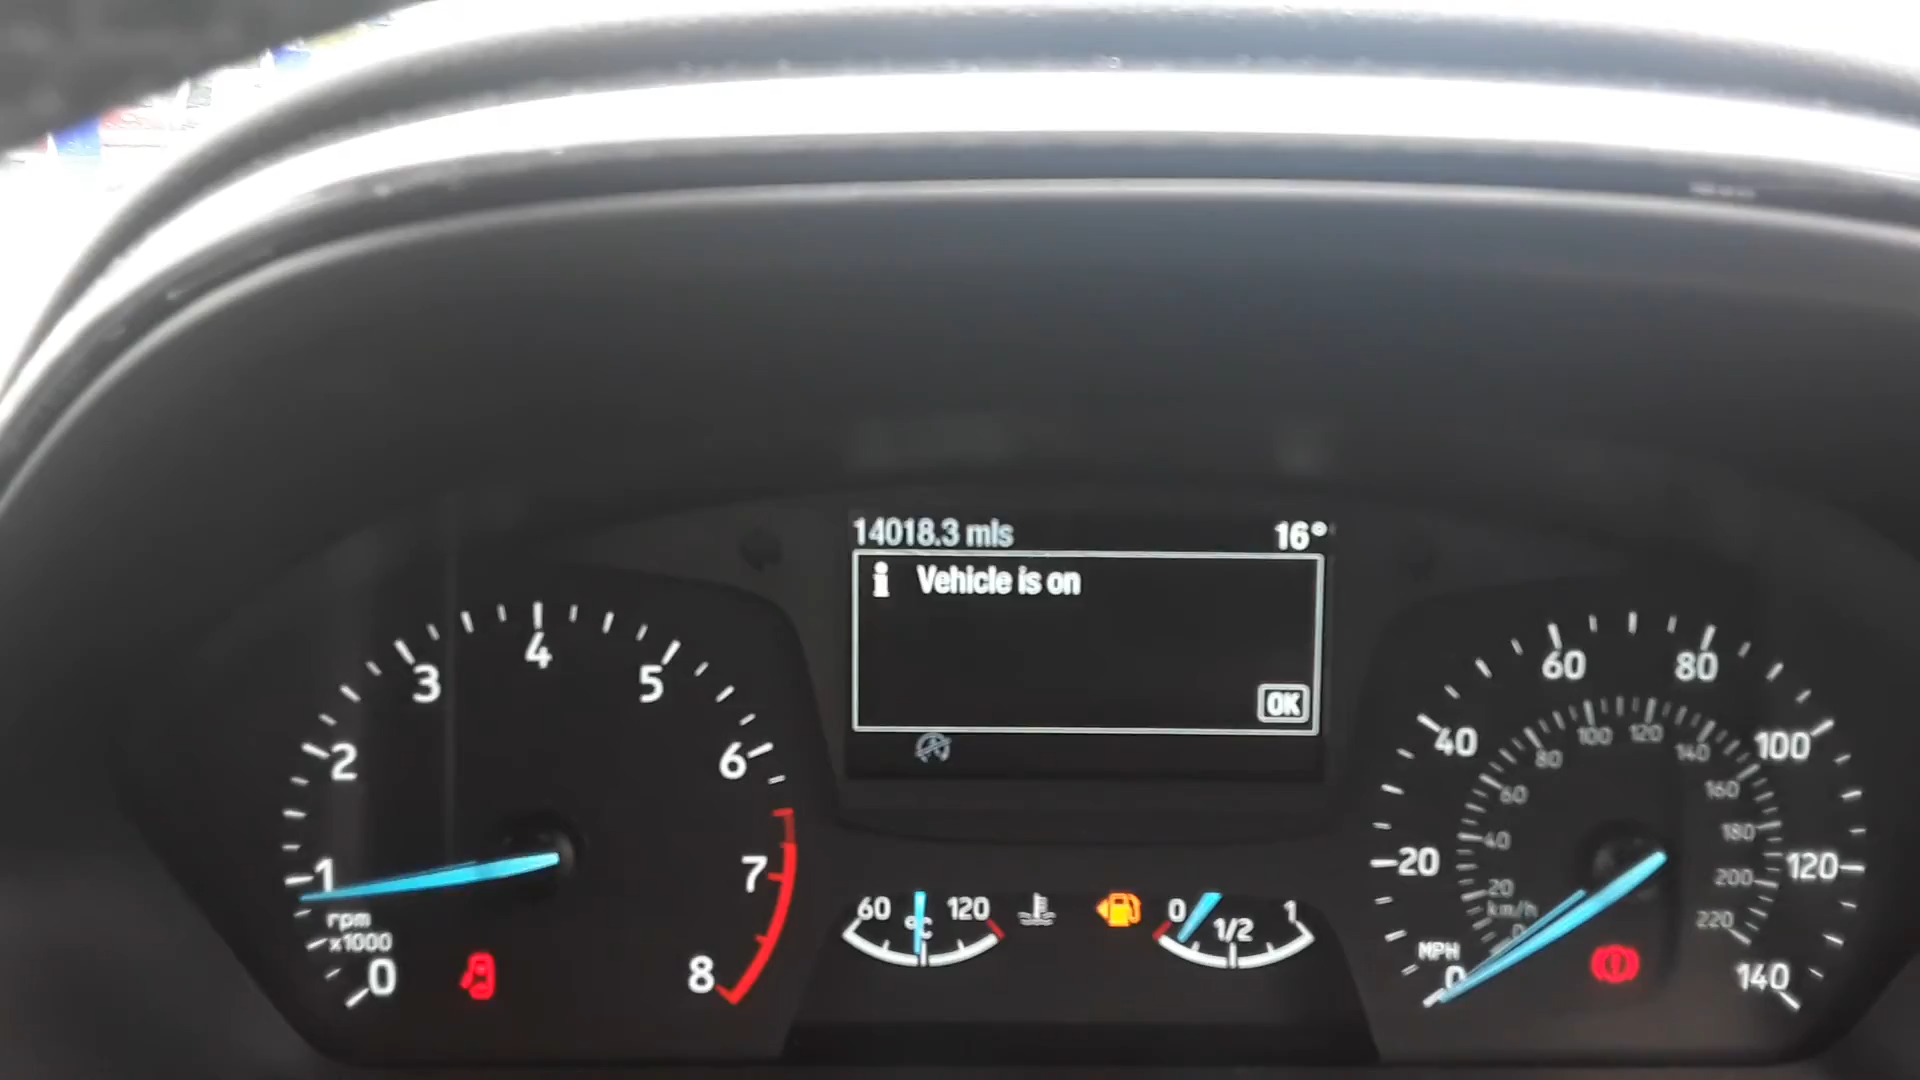 14018.3 mls 16°
i Vehicle is on
OK
0 1 2 3 4 5 6 7 8
rpm
x1000
60 °C 120
0 1/2 1
0 20 40 60 80 100 120 140
MPH
km/h
0 20 40 60 80 100 120 140 160 180 200 220